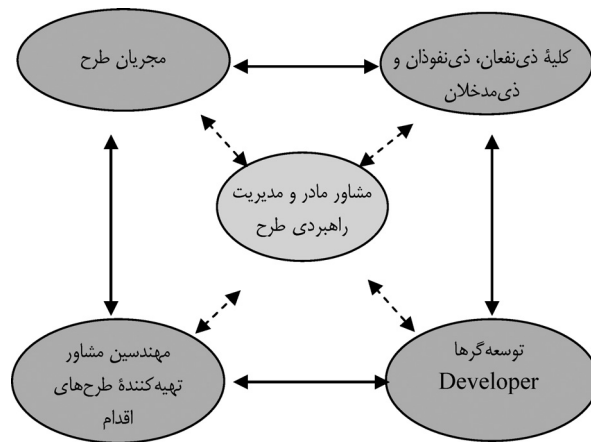 کلیهٔ ذی‌نفعان، ذی‌نفوذان و
ذی‌مدخلان
مجریان طرح
مشاور مادر و مدیریت
راهبردی طرح
توسعه‌گرها
Developer
مهندسین مشاور
تهیه‌کنندهٔ طرح‌های
اقدام